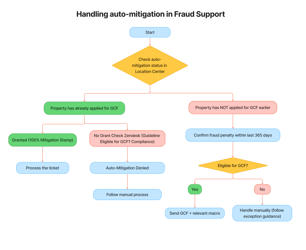 Handling auto-mitigation in Fraud Support
Start
Check auto-
mitigation status in
Location Center
Property has already applied for GCF
Property has NOT applied for GCF earlier
Granted (100% Mitigation Stamp)
No Grant Check Zendesk (Guideline
Eligible for GCF? Compliance)
Confirm fraud penalty within last 365 days
Process the ticket
Auto-Mitigation Denied
Eligible for GCF?
Follow manual process
Yes
No
Send GCF + relevant macro
Handle manually (follow
exception guidance)